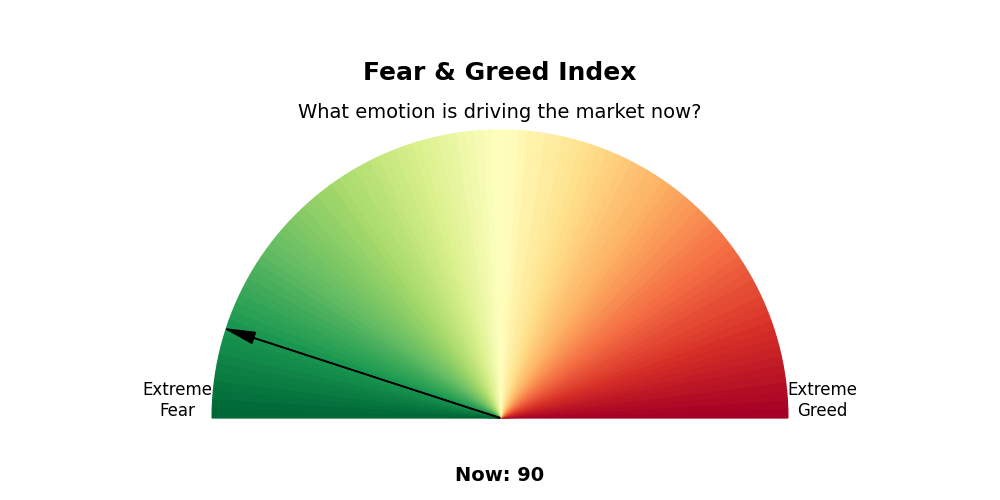 Fear & Greed Index
What emotion is driving the market now?
Extreme
Fear
Extreme
Greed
Now: 90